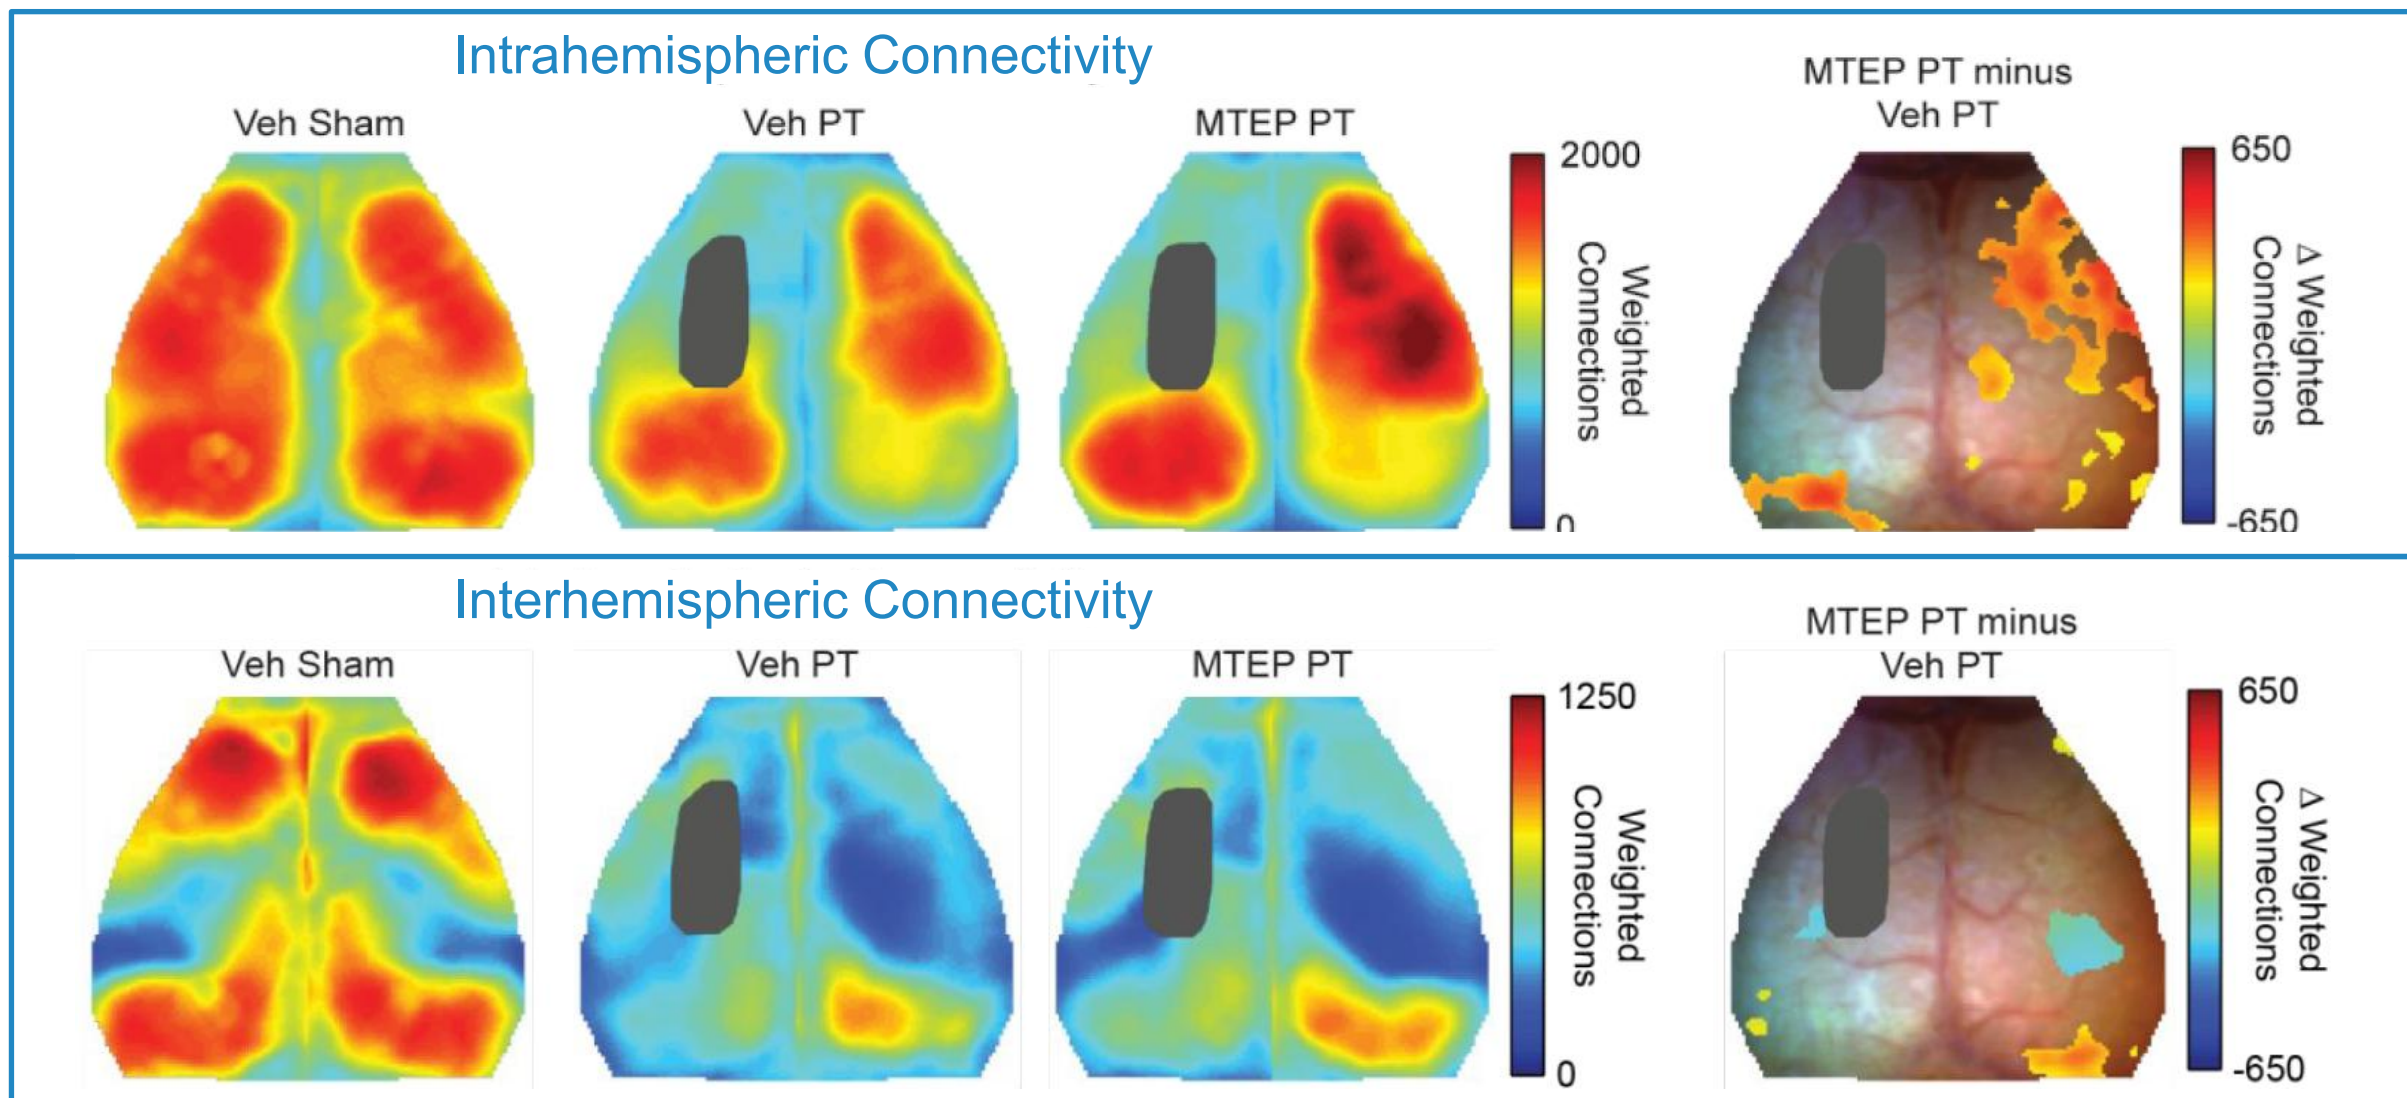 Intrahemispheric Connectivity
Veh Sham
Veh PT
MTEP PT
2000
0
Weighted
Connections
MTEP PT minus
Veh PT
650
-650
Δ Weighted
Connections
Interhemispheric Connectivity
Veh Sham
Veh PT
MTEP PT
1250
0
Weighted
Connections
MTEP PT minus
Veh PT
650
-650
Δ Weighted
Connections